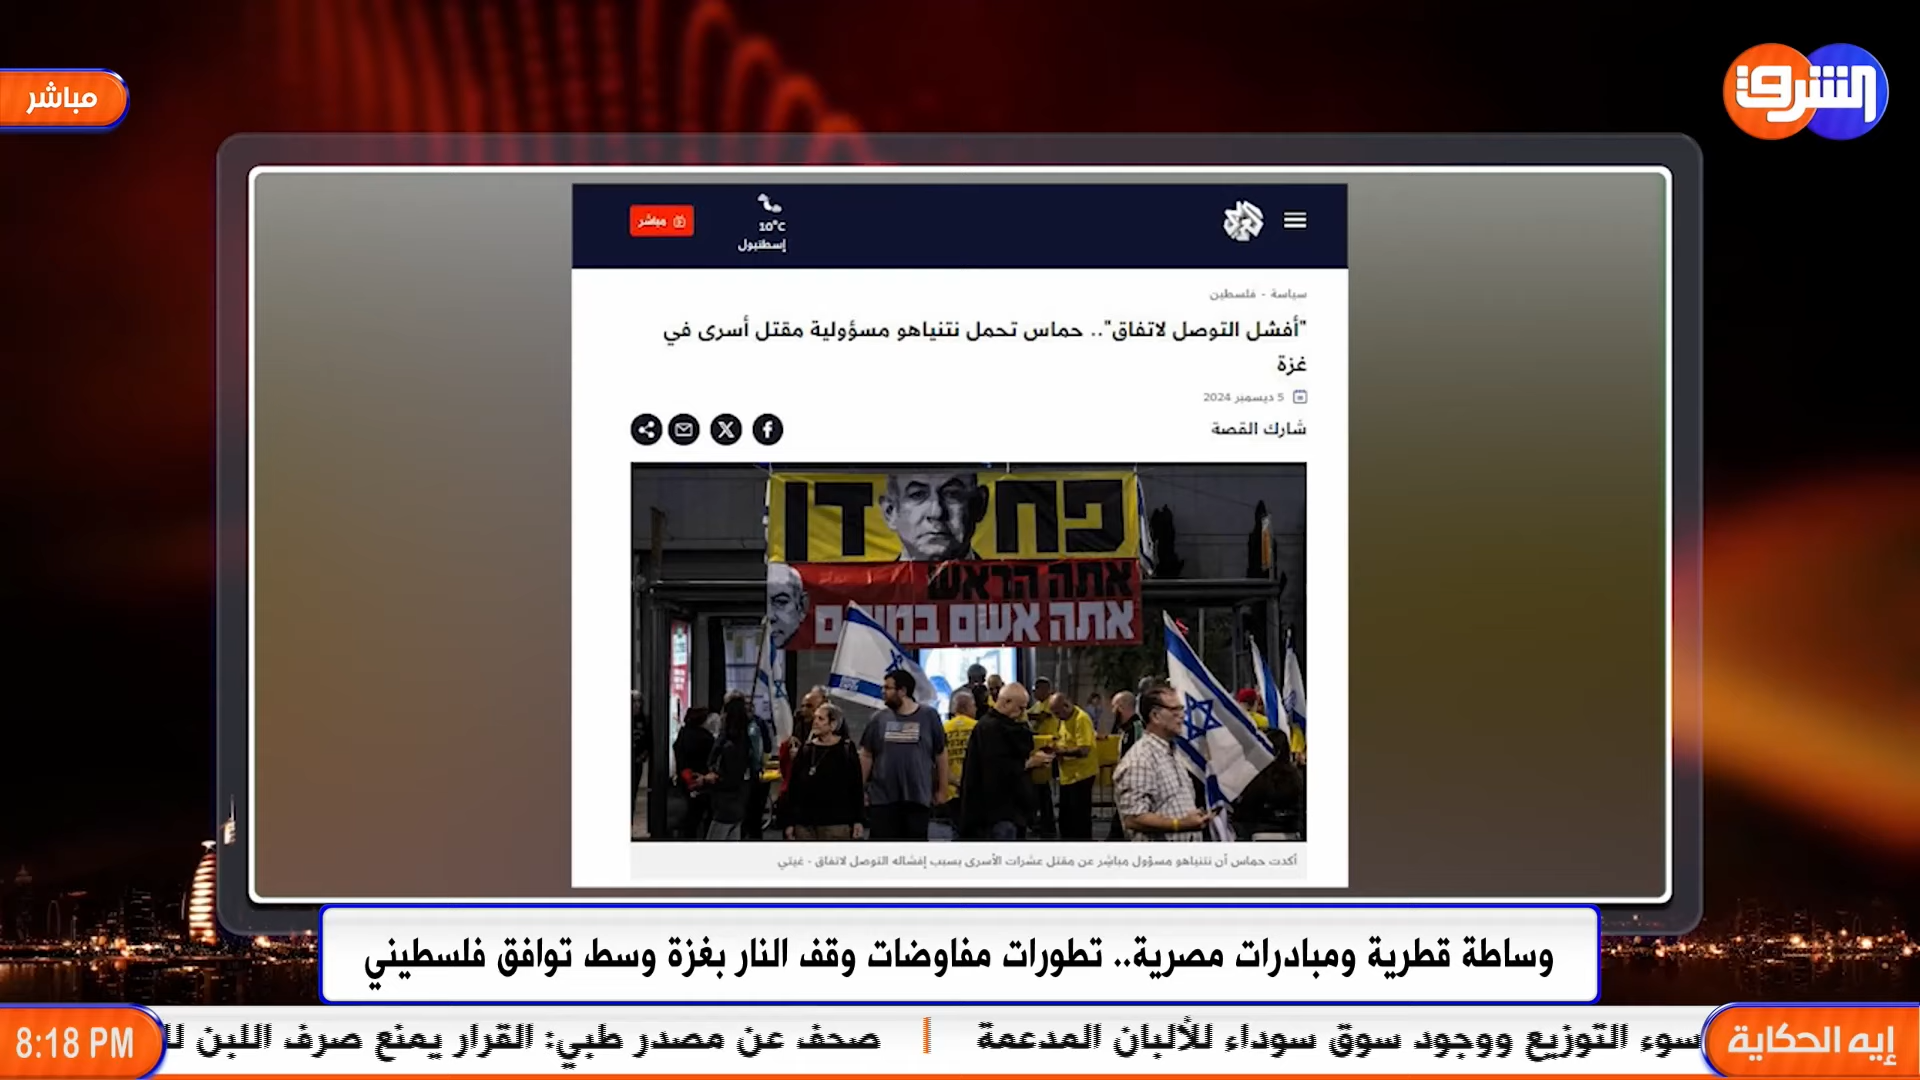 مباشر
الشرق
مباشر
10°C
إسطنبول
سياسة - فلسطين
"أفشل التوصل لاتفاق".. حماس تحمل نتنياهو مسؤولية مقتل أسرى في
غزة
5 ديسمبر 2024
شارك القصة
פחדן
אתה הראש
אתה אשם
أكدت حماس أن نتنياهو مسؤول مباشر عن مقتل عشرات الأسرى بسبب إفشاله التوصل لاتفاق - غيتي
وساطة قطرية ومبادرات مصرية.. تطورات مفاوضات وقف النار بغزة وسط توافق فلسطيني
إيه الحكاية
سوء التوزيع ووجود سوق سوداء للألبان المدعمة | صحف عن مصدر طبي: القرار يمنع صرف اللبن
8:18 PM